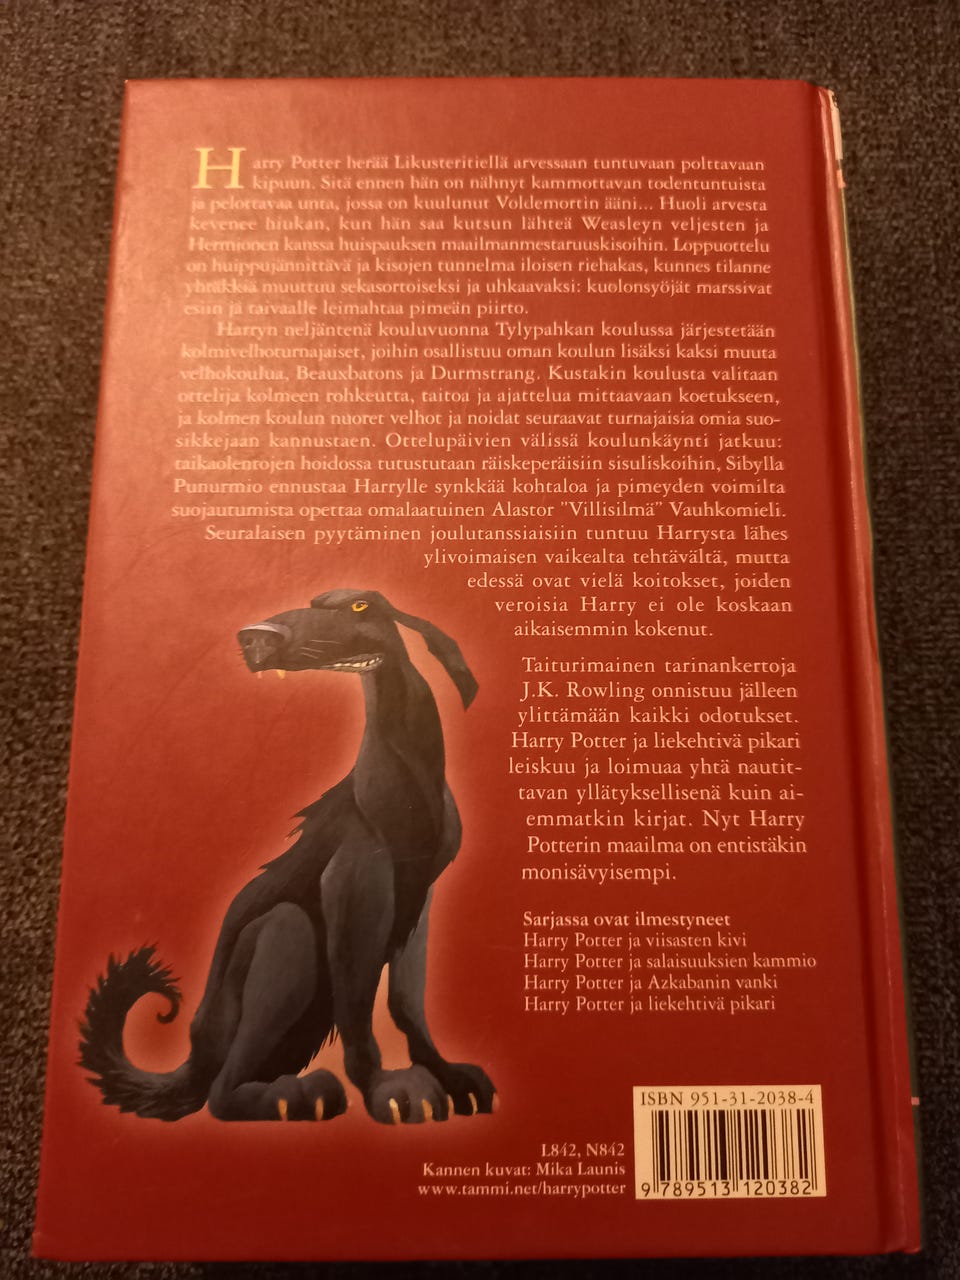 Harry Potter herää Likusteritiellä arvessaan tuntuvaan polttavaan
kipuun. Sitä ennen hän on nähnyt kammottavan todentuntuista
ja pelottavaa unta, jossa on kuulunut Voldemortin ääni... Huoli arvesta
kevenee hiukan, kun hän saa kutsun lähteä Weasleyn veljesten ja
Hermionen kanssa huispauksen maailmanmestaruuskisoihin. Loppuottelu
on huippujännittävä ja kisojen tunnelma iloisen riehakas, kunnes tilanne
yhtäkkiä muuttuu sekasortoiseksi ja uhkaavaksi: kuolonsyöjät marssivat
esiin ja taivaalle leimahtaa pimeän piirto.
Harryn neljäntenä kouluvuonna Tylypahkan koulussa järjestetään
kolmivelhoturnajaiset, joihin osallistuu oman koulun lisäksi kaksi muuta
velhokoulua, Beauxbatons ja Durmstrang. Kustakin koulusta valitaan
ottelija kolmeen rohkeutta, taitoa ja ajattelua mittaavaan koetukseen,
ja kolmen koulun nuoret velhot ja noidat seuraavat turnajaisia omia suo-
sikkejaan kannustaen. Ottelupäivien välissä koulunkäynti jatkuu:
taikaolentojen hoidossa tutustutaan räiskeperäisiin sisuliskoihin, Sibylla
Punurmio ennustaa Harrylle synkkää kohtaloa ja pimeyden voimilta
suojautumista opettaa omalaatuinen Alastor "Villisilmä" Vauhkomieli.
Seuralaisen pyytäminen joulutanssiaisiin tuntuu Harrysta lähes
ylivoimaisen vaikealta tehtävältä, mutta
edessä ovat vielä koitokset, joiden
veroisia Harry ei ole koskaan
aikaisemmin kokenut.
Taiturimainen tarinankertoja
J.K. Rowling onnistuu jälleen
ylittämään kaikki odotukset.
Harry Potter ja liekehtivä pikari
leiskuu ja loimuaa yhtä nautit-
tavan yllätyksellisenä kuin ai-
emmatkin kirjat. Nyt Harry
Potterin maailma on entistäkin
monisävyisempi.
Sarjassa ovat ilmestyneet
Harry Potter ja viisasten kivi
Harry Potter ja salaisuuksien kammio
Harry Potter ja Azkabanin vanki
Harry Potter ja liekehtivä pikari
ISBN 951-31-2038-4
L842, N842
Kannen kuvat: Mika Launis
www.tammi.net/harrypotter
9 789513 120382